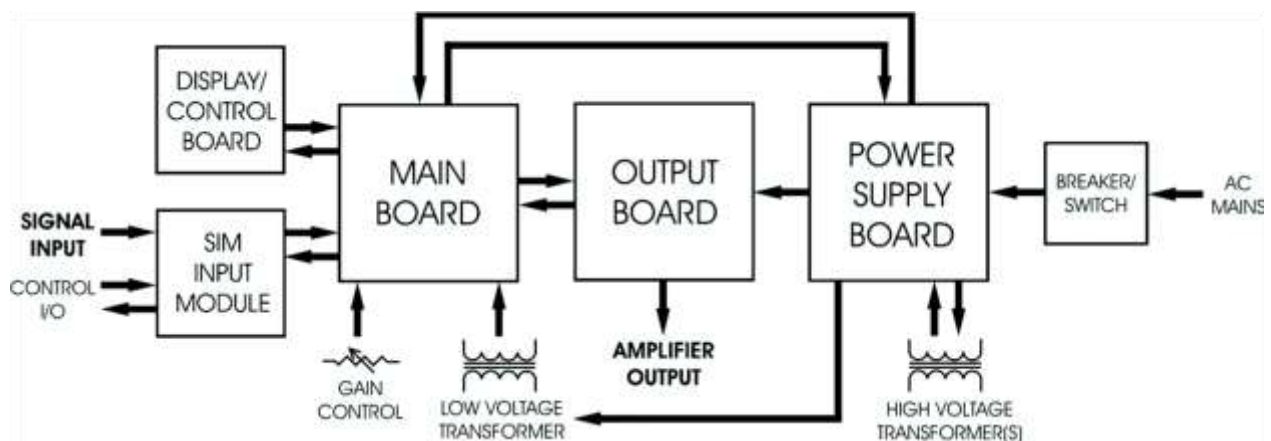 DISPLAY/
CONTROL
BOARD
MAIN
BOARD
OUTPUT
BOARD
POWER
SUPPLY
BOARD
BREAKER/
SWITCH
AC
MAINS
SIGNAL
INPUT
CONTROL
I/O
SIM
INPUT
MODULE
GAIN
CONTROL
LOW VOLTAGE
TRANSFORMER
AMPLIFIER
OUTPUT
HIGH VOLTAGE
TRANSFORMER(S)